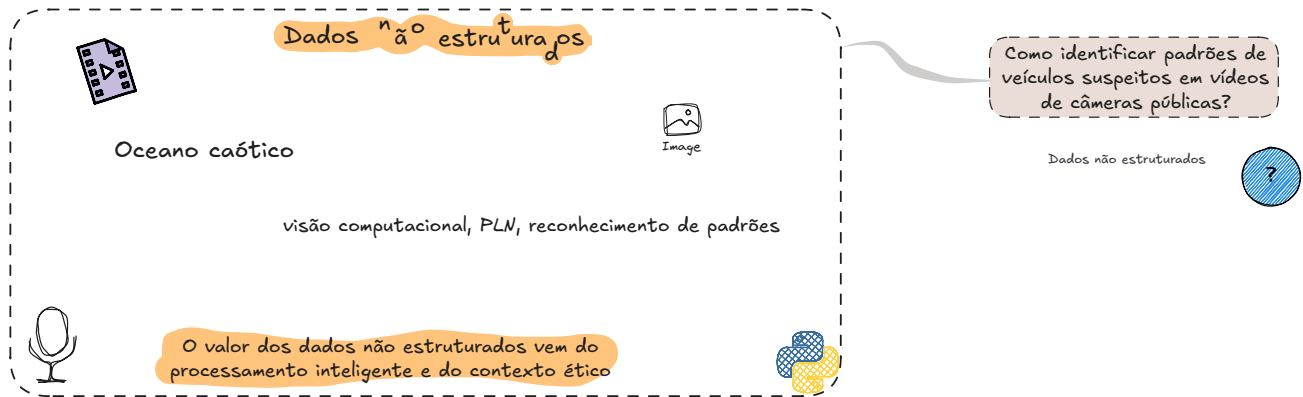 Dados não estruturados
Como identificar padrões de
veículos suspeitos em vídeos
de câmeras públicas?
Image
Oceano caótico
Dados não estruturados
?
visão computacional, PLN, reconhecimento de padrões
O valor dos dados não estruturados vem do
processamento inteligente e do contexto ético